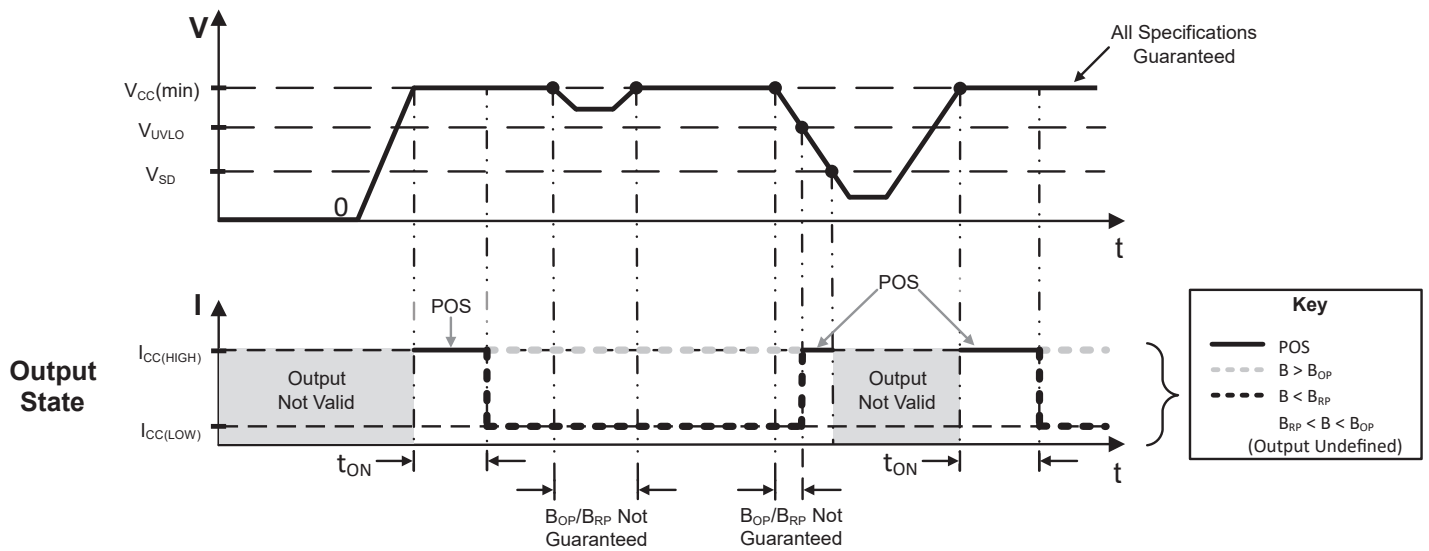 V
All Specifications
Guaranteed
VCC(min)
VUVLO
VSD
0
t
I
POS
POS
ICC(HIGH)
Output
State
Output
Not Valid
Output
Not Valid
ICC(LOW)
tON
tON
t
BOP/BRP Not
Guaranteed
BOP/BRP Not
Guaranteed
Key
POS
B > BOP
B < BRP
BRP < B < BOP
(Output Undefined)